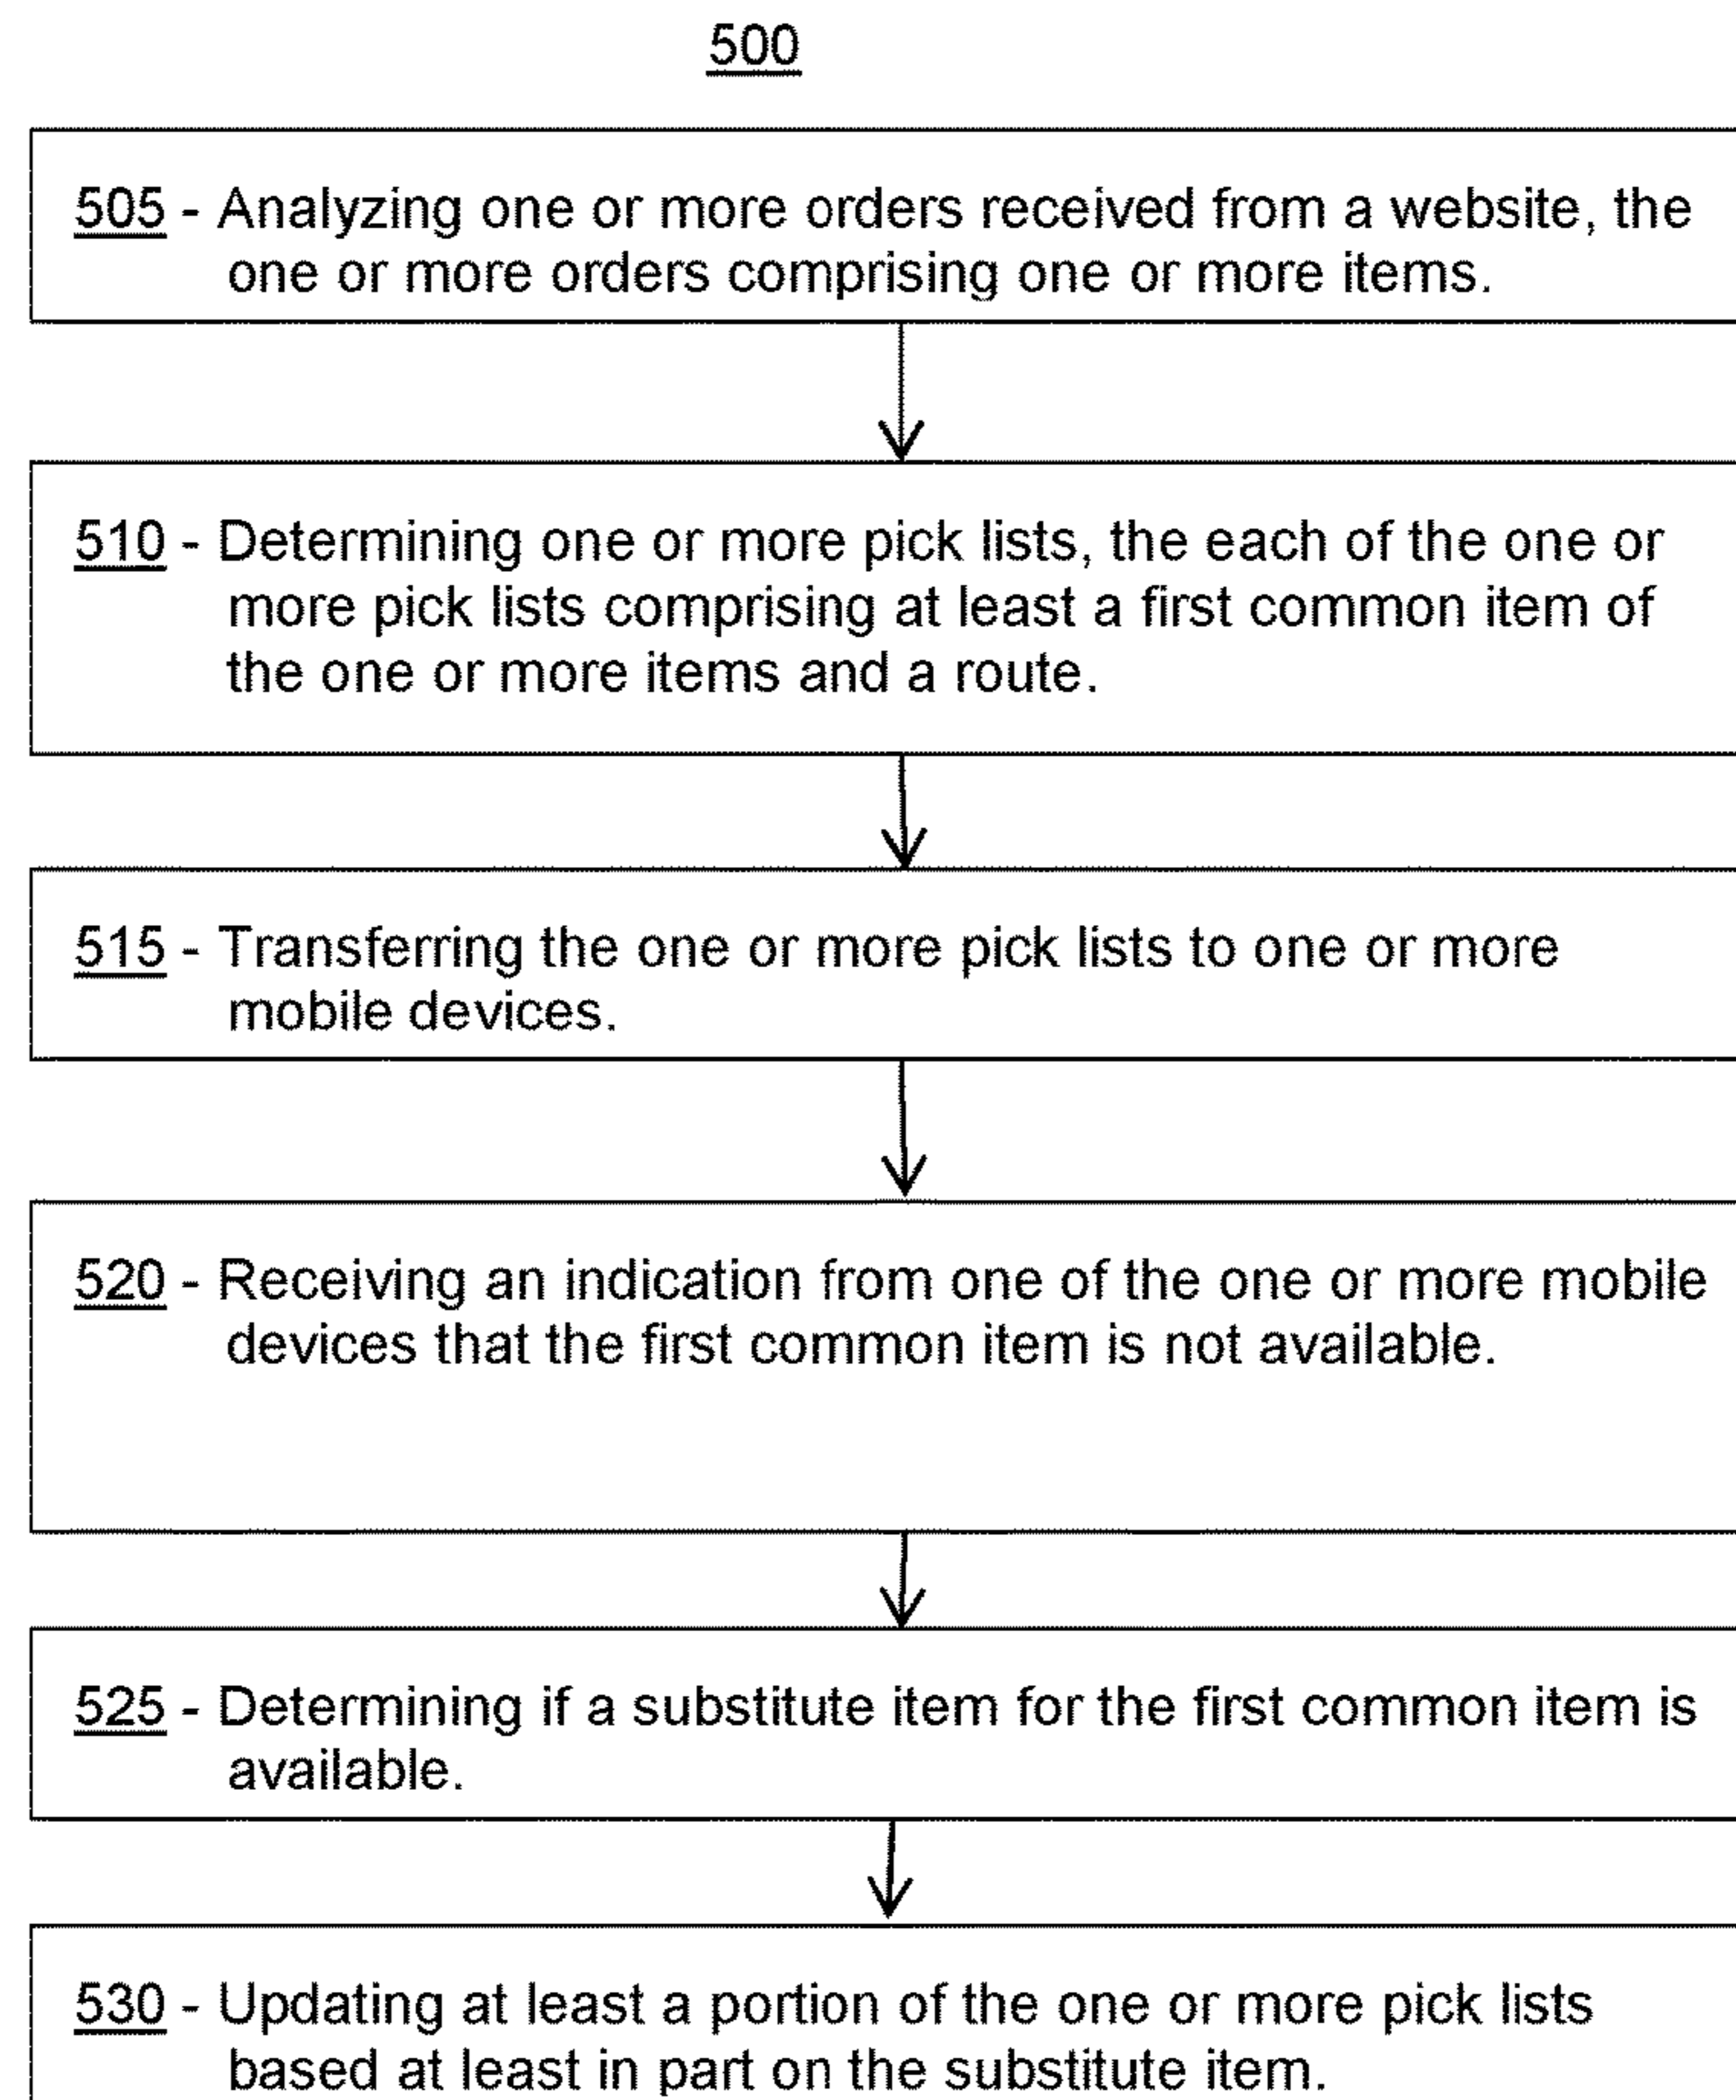 500
505 - Analyzing one or more orders received from a website, the
one or more orders comprising one or more items.
510 - Determining one or more pick lists, the each of the one or
more pick lists comprising at least a first common item of
the one or more items and a route.
515 - Transferring the one or more pick lists to one or more
mobile devices.
520 - Receiving an indication from one of the one or more mobile
devices that the first common item is not available.
525 - Determining if a substitute item for the first common item is
available.
530 - Updating at least a portion of the one or more pick lists
based at least in part on the substitute item.